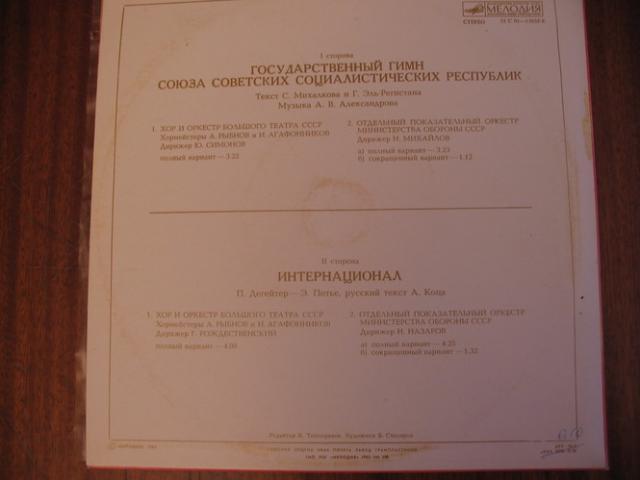 МЕЛОДИЯ
СТЕРЕО
I сторона
ГОСУДАРСТВЕННЫЙ ГИМН
СОЮЗА СОВЕТСКИХ СОЦИАЛИСТИЧЕСКИХ РЕСПУБЛИК
Текст С. Михалкова и Г. Эль-Регистана
Музыка А. В. Александрова
1. ХОР И ОРКЕСТР БОЛЬШОГО ТЕАТРА СССР
Хормейстеры А. РЫБНОВ и И. АГАФОННИКОВ
Дирижер Ю. СИМОНОВ
полный вариант — 3.22
2. ОТДЕЛЬНЫЙ ПОКАЗАТЕЛЬНЫЙ ОРКЕСТР
МИНИСТЕРСТВА ОБОРОНЫ СССР
Дирижер Н. МИХАЙЛОВ
а) полный вариант — 3.23
б) сокращенный вариант — 1.12
II сторона
ИНТЕРНАЦИОНАЛ
П. Дегейтер — Э. Потье, русский текст А. Коца
1. ХОР И ОРКЕСТР БОЛЬШОГО ТЕАТРА СССР
Хормейстеры А. РЫБНОВ и И. АГАФОННИКОВ
Дирижер Г. РОЖДЕСТВЕНСКИЙ
полный вариант — 4.00
2. ОТДЕЛЬНЫЙ ПОКАЗАТЕЛЬНЫЙ ОРКЕСТР
МИНИСТЕРСТВА ОБОРОНЫ СССР
Дирижер Н. НАЗАРОВ
а) полный вариант — 4.25
б) сокращенный вариант — 1.32
Редактор Художник